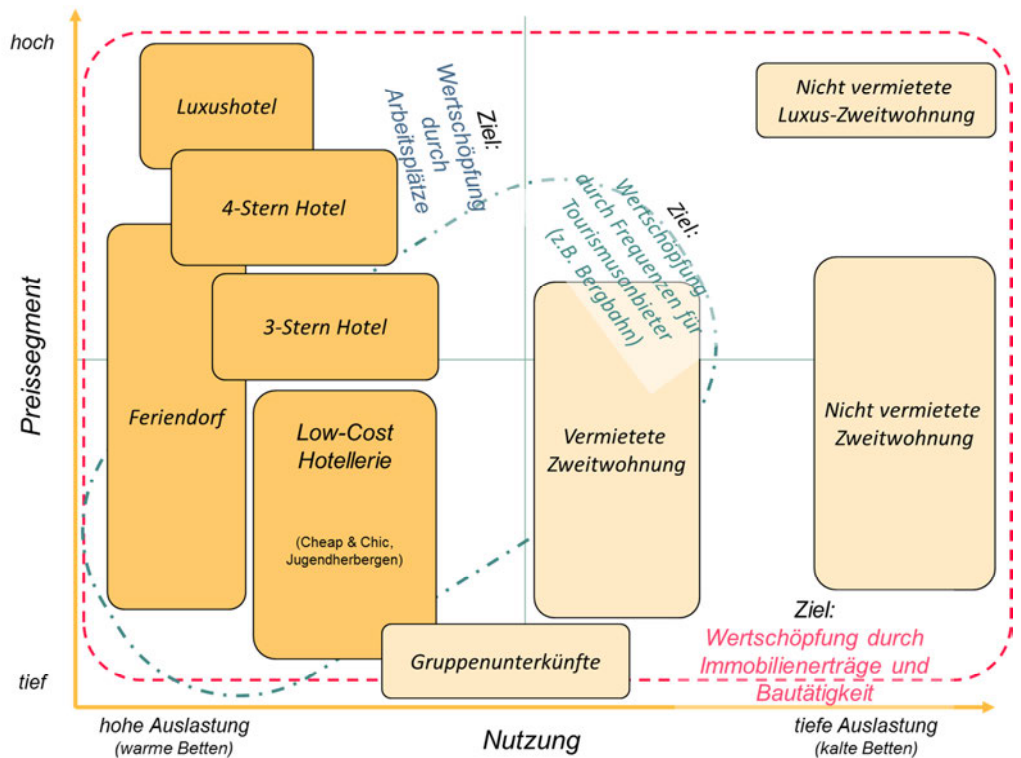 hoch
Luxushotel
Nicht vermietete
Luxus-Zweitwohnung
Ziel:
Wertschöpfung
durch
Arbeitsplätze
4-Stern Hotel
Ziel:
Wertschöpfung
durch Frequenzen für
Tourismusanbieter
(z.B. Bergbahn)
3-Stern Hotel
Preissegment
Feriendorf
Low-Cost
Hotellerie
(Cheap & Chic,
Jugendherbergen)
Vermietete
Zweitwohnung
Nicht vermietete
Zweitwohnung
Ziel:
Wertschöpfung durch
Immobilienerträge und
Bautätigkeit
Gruppenunterkünfte
tief
hohe Auslastung
(warme Betten)
Nutzung
tiefe Auslastung
(kalte Betten)